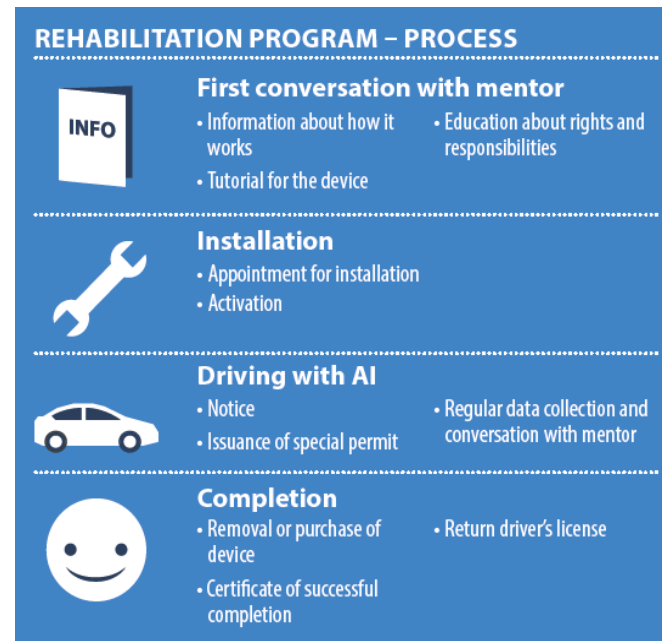 REHABILITATION PROGRAM – PROCESS
INFO
First conversation with mentor
• Information about how it
works
• Tutorial for the device
• Education about rights and
responsibilities
Installation
• Appointment for installation
• Activation
Driving with AI
• Notice
• Issuance of special permit
• Regular data collection and
conversation with mentor
Completion
• Removal or purchase of
device
• Certificate of successful
completion
• Return driver’s license